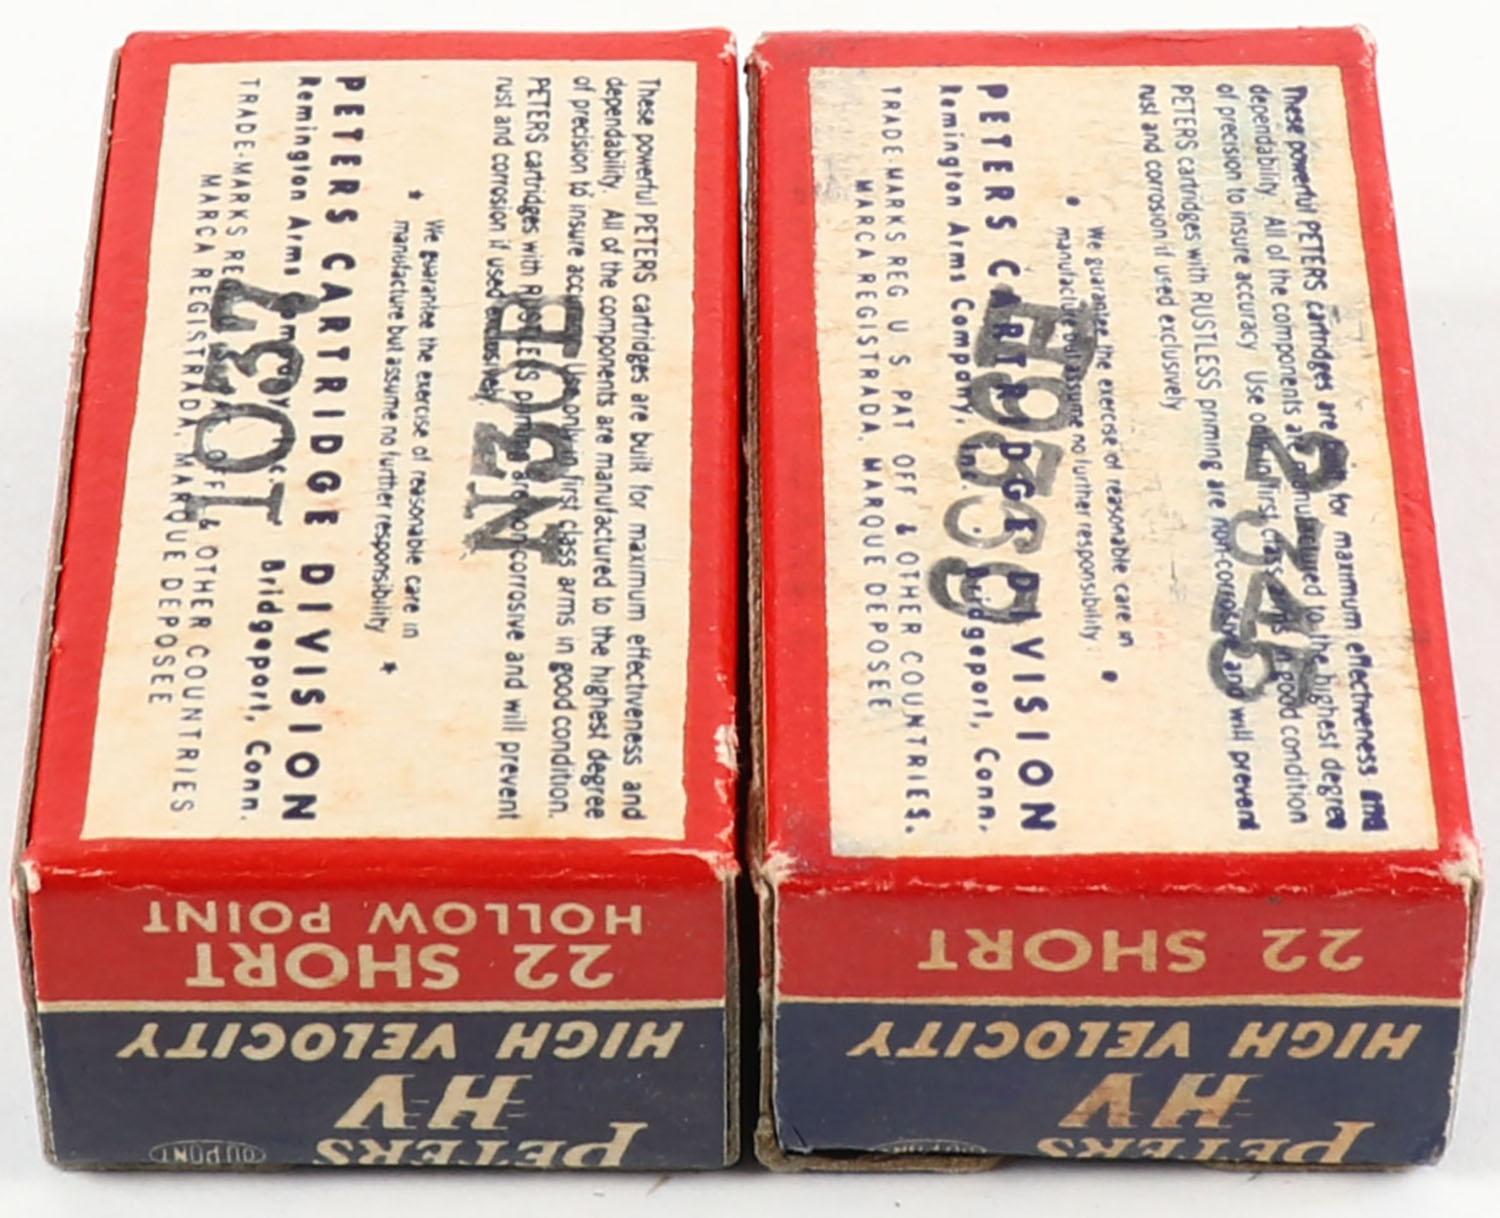 These powerful PETERS cartridges are built for maximum effectiveness and
dependability. All of the components are manufactured to the highest degree
of precision to insure accuracy. Use only in first class arms in good condition.
PETERS cartridges with RUSTLESS priming are non-corrosive and will prevent
rust and corrosion if used exclusively.
We guarantee the exercise of reasonable care in
* manufacture but assume no further responsibility *
PETERS CARTRIDGE DIVISION
Remington Arms Company, Inc. Bridgeport, Conn.
TRADE-MARKS REG. U. S. PAT. OFF. & OTHER COUNTRIES
MARCA REGISTRADA. MARQUE DEPOSEE
1037
22 SHORT
HOLLOW POINT
HIGH VELOCITY
HV
PETERS
DU PONT
These powerful PETERS cartridges are built for maximum effectiveness and
dependability. All of the components are manufactured to the highest degree
of precision to insure accuracy Use only in first class arms in good condition
PETERS cartridges with RUSTLESS priming are non-corrosive and will prevent
rust and corrosion if used exclusively
We guarantee the exercise of reasonable care in
• manufacture but assume no further responsibility •
PETERS CARTRIDGE DIVISION
Remington Arms Company, Inc. Bridgeport, Conn.
TRADE-MARKS REG U S PAT OFF & OTHER COUNTRIES.
MARCA REGISTRADA. MARQUE DEPOSEE
22 SHORT
HIGH VELOCITY
HV
PETERS
DU PONT